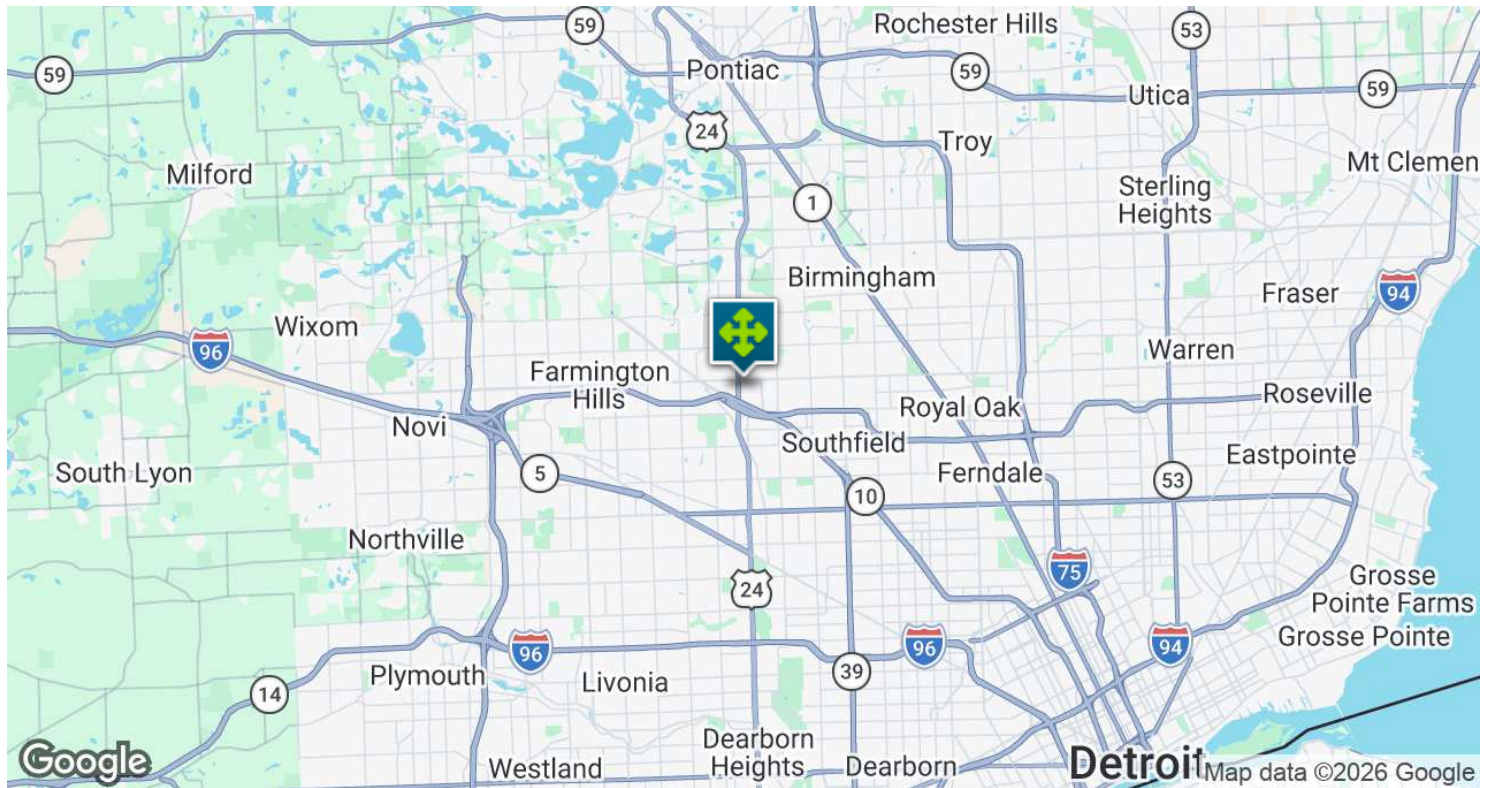 59
Rochester Hills
53
59
Pontiac
59
59
Utica
24
Troy
Milford
Mt Clemen
Sterling
Heights
1
Birmingham
94
Fraser
Wixom
96
Warren
Farmington
Hills
Roseville
Royal Oak
Novi
Southfield
Eastpointe
South Lyon
5
Ferndale
53
10
Northville
75
Grosse
Pointe Farms
24
Grosse Pointe
96
96
94
Plymouth
Livonia
39
14
Dearborn
Heights
Google
Westland
Dearborn
Detroit
Map data ©2026 Google